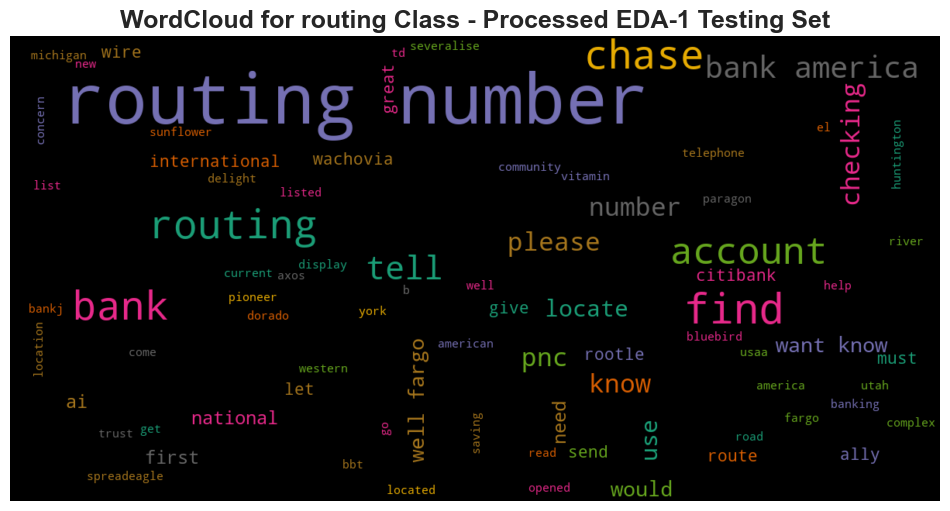 WordCloud for routing Class - Processed EDA-1 Testing Set
michigan wire td severalise chase
new bank america
routing number
great
concern
checking
sunflower el
huntington
international wachovia telephone
delight community vitamin
list listed paragon
number
routing please account river
display tell
current axos citibank
b well help
bank pioneer give locate find
bankj dorado york
bluebird
location come american pnc rootle usaa want know must
western well fargo know america utah
ai let banking
national need fargo complex
trust get go saving use road
first read send route ally
spreadeagle bbt
located opened would